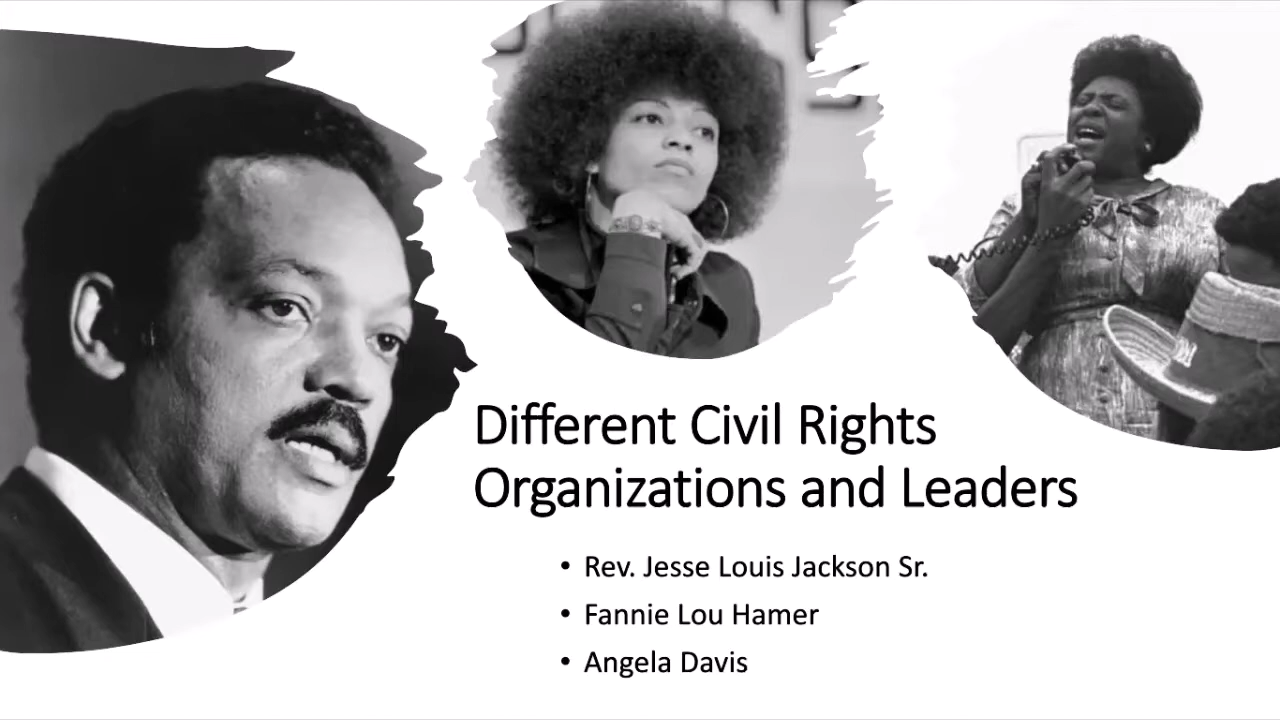 Different Civil Rights
Organizations and Leaders
• Rev. Jesse Louis Jackson Sr.
• Fannie Lou Hamer
• Angela Davis